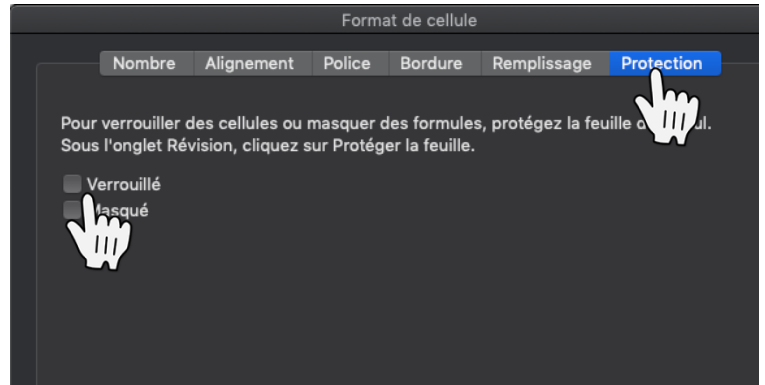 Format de cellule
Nombre Alignement Police Bordure Remplissage Protection
Pour verrouiller des cellules ou masquer des formules, protégez la feuille
Sous l'onglet Révision, cliquez sur Protéger la feuille.
Verrouillé
Masqué